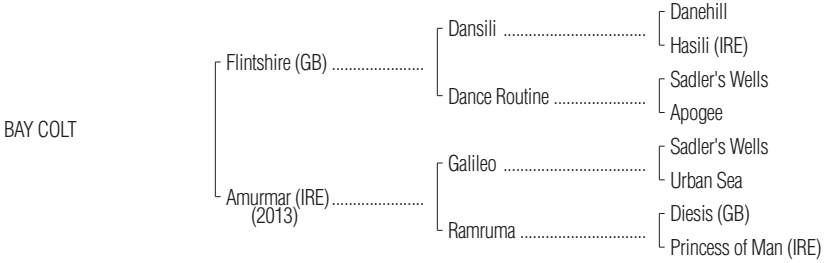 Danehill
Dansili ................................
Hasili (IRE)
Flintshire (GB) .....................
Sadler's Wells
Dance Routine .....................
Apogee
BAY COLT
Sadler's Wells
Galileo ................................
Urban Sea
Amurmar (IRE).....................
(2013)
Diesis (GB)
Ramruma ............................
Princess of Man (IRE)